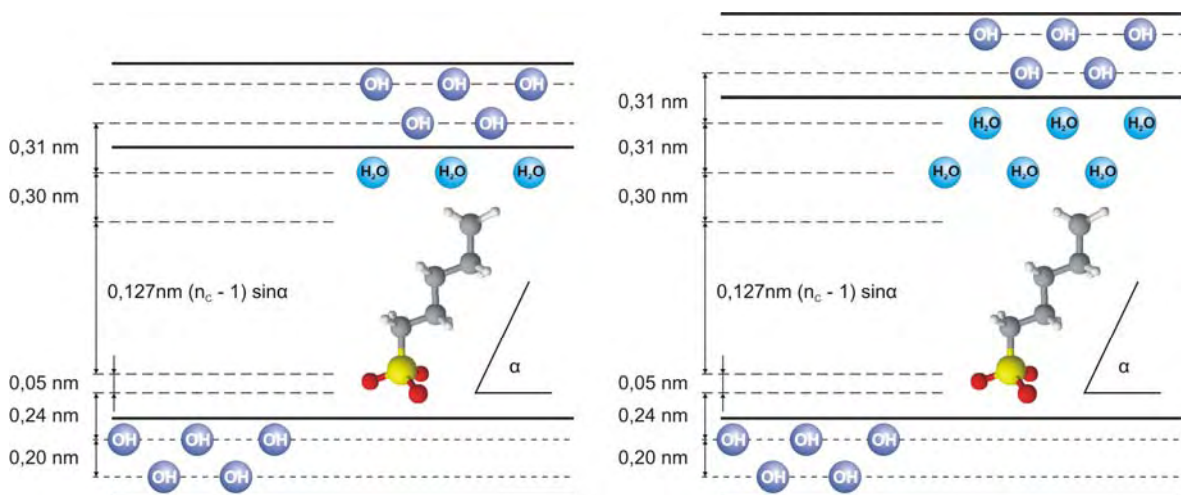 OH OH OH
OH OH
0,31 nm
H₂O H₂O H₂O
0,30 nm
0,127nm (n_c - 1) sinα
α
0,05 nm
0,24 nm
OH OH OH
0,20 nm
OH OH
OH OH OH
OH OH
0,31 nm
H₂O H₂O H₂O
0,31 nm
H₂O H₂O H₂O
0,30 nm
0,127nm (n_c - 1) sinα
α
0,05 nm
0,24 nm
OH OH OH
0,20 nm
OH OH